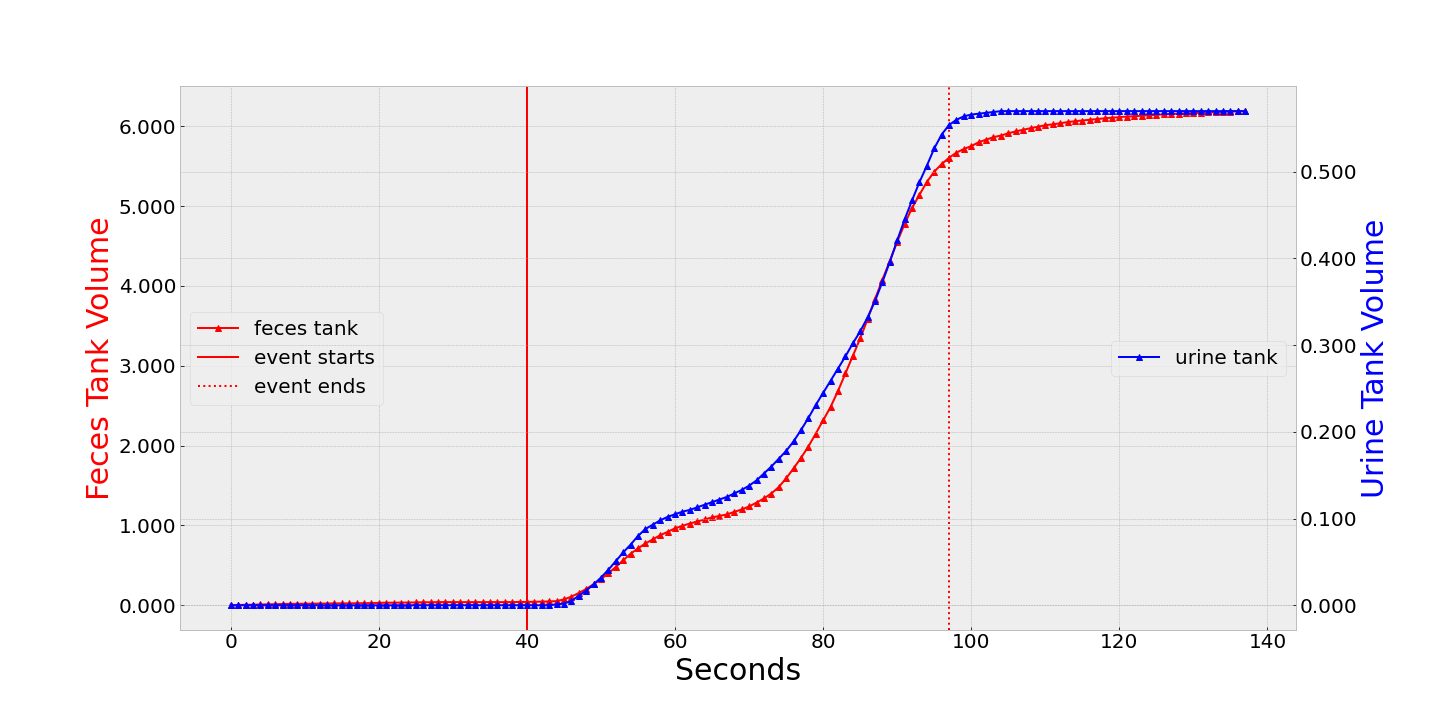 Feces Tank Volume
6.000
5.000
4.000
3.000
2.000
1.000
0.000
feces tank
event starts
event ends
urine tank
0.500
0.400
0.300
0.200
0.100
0.000
Urine Tank Volume
0 20 40 60 80 100 120 140
Seconds